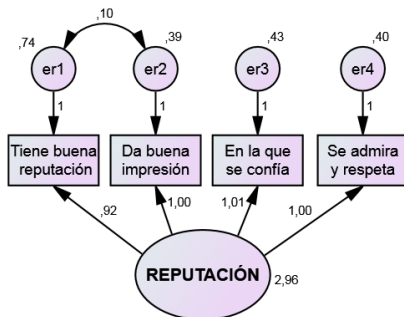 ,10
,74
,39
,43
,40
er1
er2
er3
er4
1
1
1
1
Tiene buena
reputación
Da buena
impresión
En la que
se confía
Se admira
y respeta
,92
1,00
1,01
1,00
REPUTACIÓN
2,96